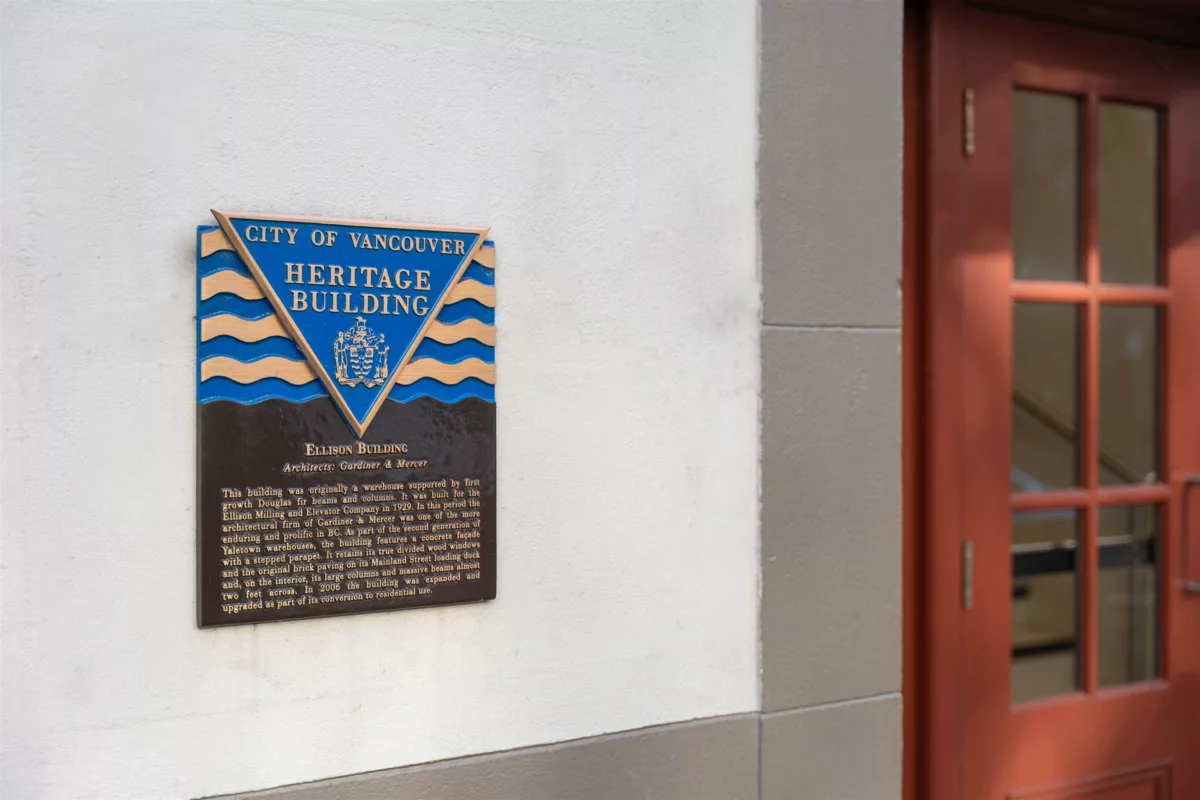 CITY OF VANCOUVER
HERITAGE
BUILDING
ELLISON BUILDING
Architects: Gardiner & Mercer
This building was originally a warehouse supported by first
growth Douglas fir beams and columns. It was built for the
Ellison Milling and Elevator Company in 1929. In this period the
architectural firm of Gardiner & Mercer was one of the more
enduring and prolific in BC. As part of the second generation of
Yaletown warehouses, the building features a concrete façade
with a stepped parapet. It retains its true divided wood windows
and the original brick paving on its Mainland Street loading dock
and, on the interior, its large columns and massive beams almost
two feet across. In 2006 the building was expanded and
upgraded as part of its conversion to residential use.